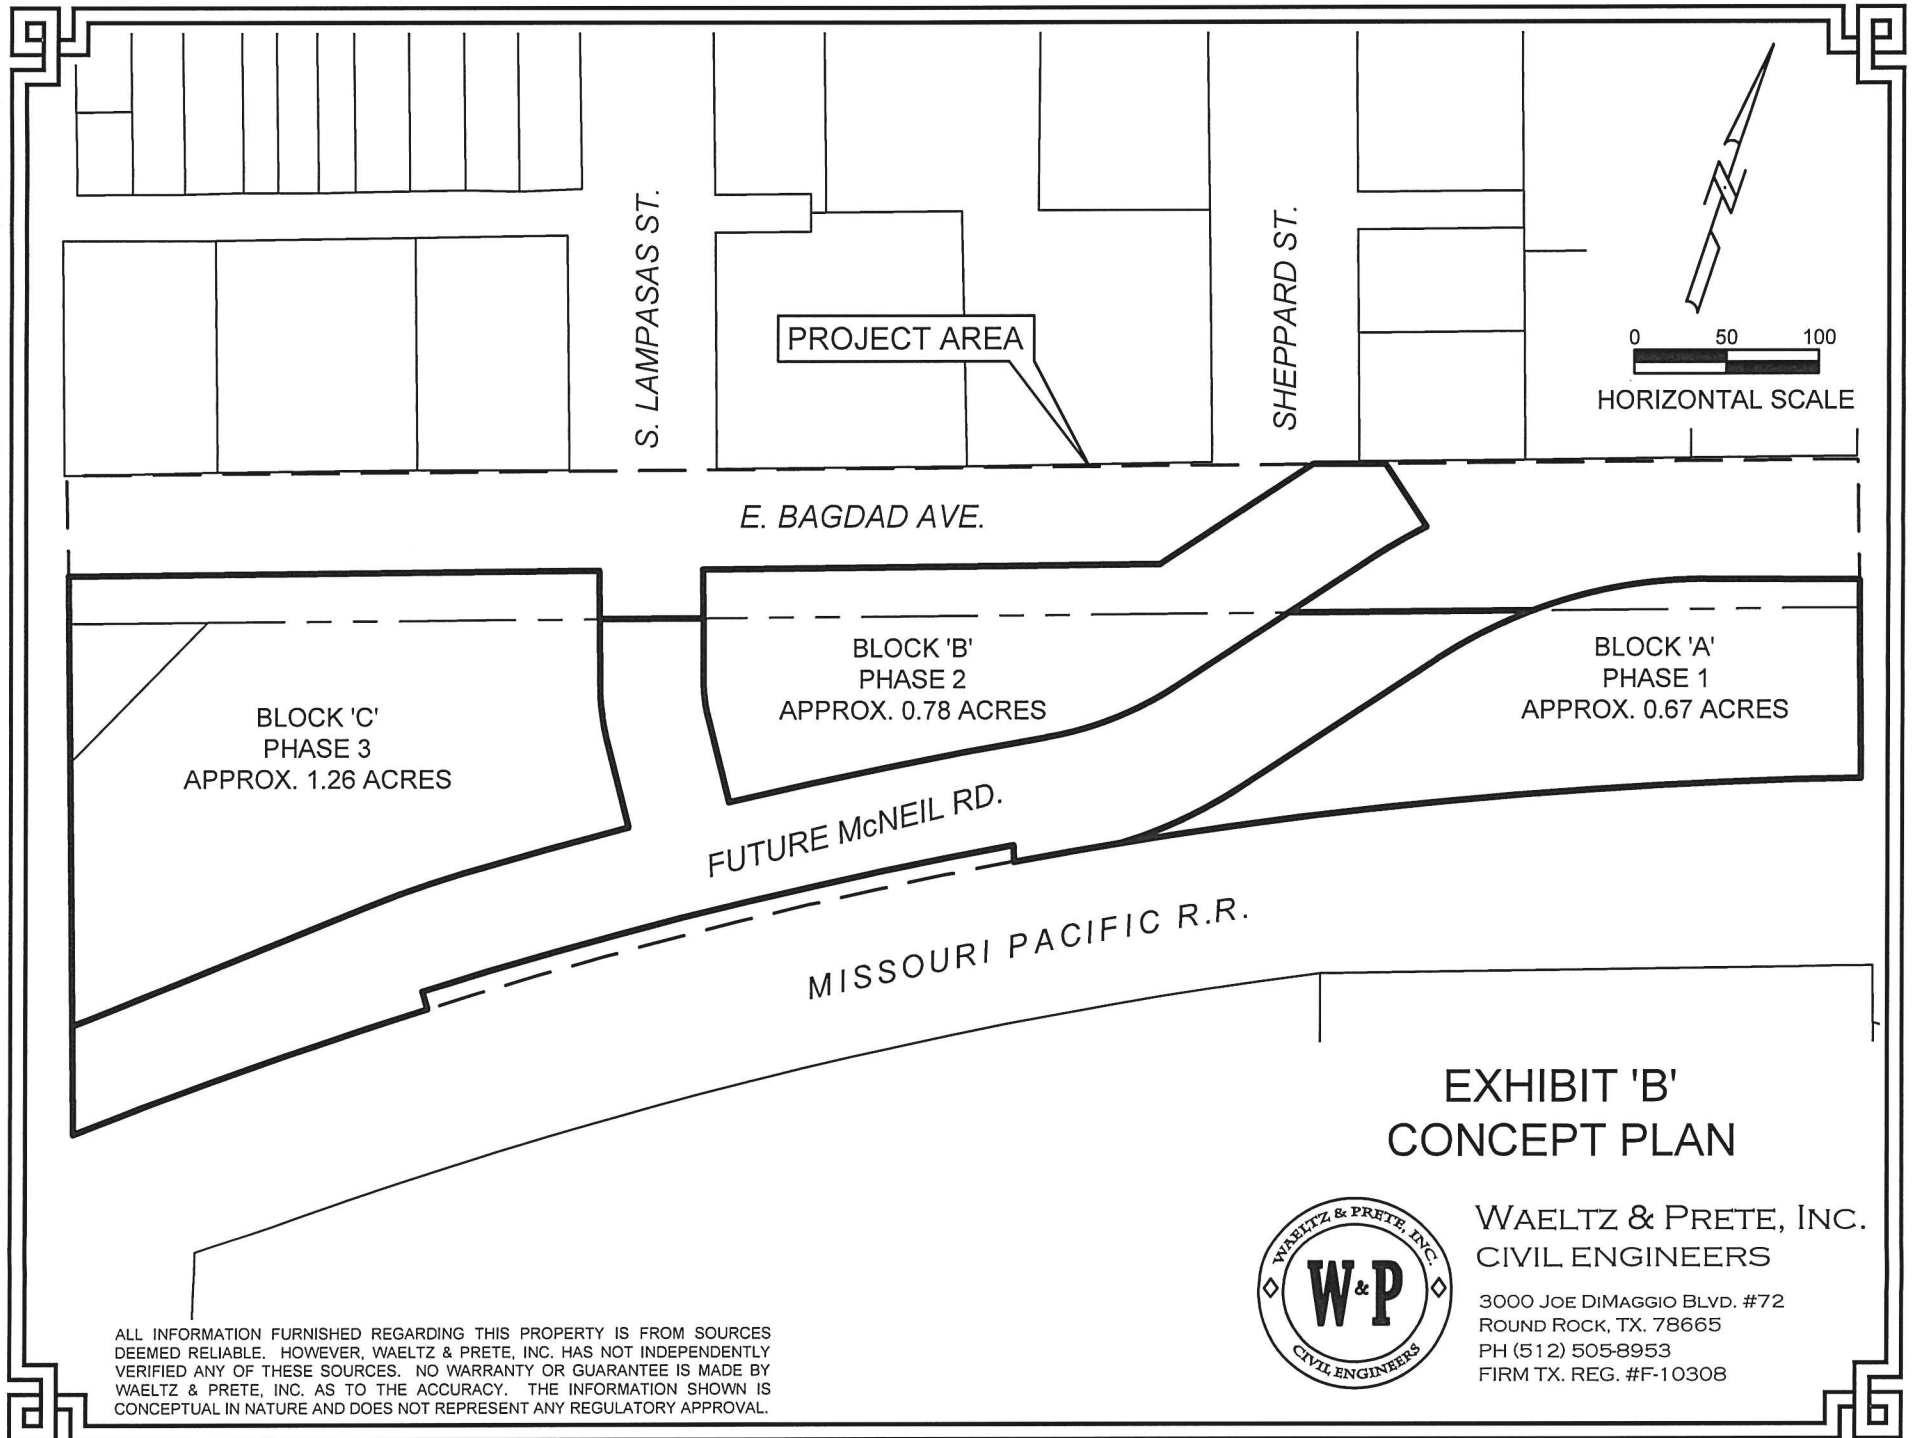 S. LAMPASAS ST.
SHEPPARD ST.
PROJECT AREA
0 50 100
HORIZONTAL SCALE
N
E. BAGDAD AVE.
BLOCK 'C'
PHASE 3
APPROX. 1.26 ACRES
BLOCK 'B'
PHASE 2
APPROX. 0.78 ACRES
BLOCK 'A'
PHASE 1
APPROX. 0.67 ACRES
FUTURE McNEIL RD.
MISSOURI PACIFIC R.R.
EXHIBIT 'B'
CONCEPT PLAN
WAELTZ & PRETE, INC.
W&P
CIVIL ENGINEERS
WAELTZ & PRETE, INC.
CIVIL ENGINEERS
3000 JOE DIMAGGIO BLVD. #72
ROUND ROCK, TX. 78665
PH (512) 505-8953
FIRM TX. REG. #F-10308
ALL INFORMATION FURNISHED REGARDING THIS PROPERTY IS FROM SOURCES
DEEMED RELIABLE. HOWEVER, WAELTZ & PRETE, INC. HAS NOT INDEPENDENTLY
VERIFIED ANY OF THESE SOURCES. NO WARRANTY OR GUARANTEE IS MADE BY
WAELTZ & PRETE, INC. AS TO THE ACCURACY. THE INFORMATION SHOWN IS
CONCEPTUAL IN NATURE AND DOES NOT REPRESENT ANY REGULATORY APPROVAL.